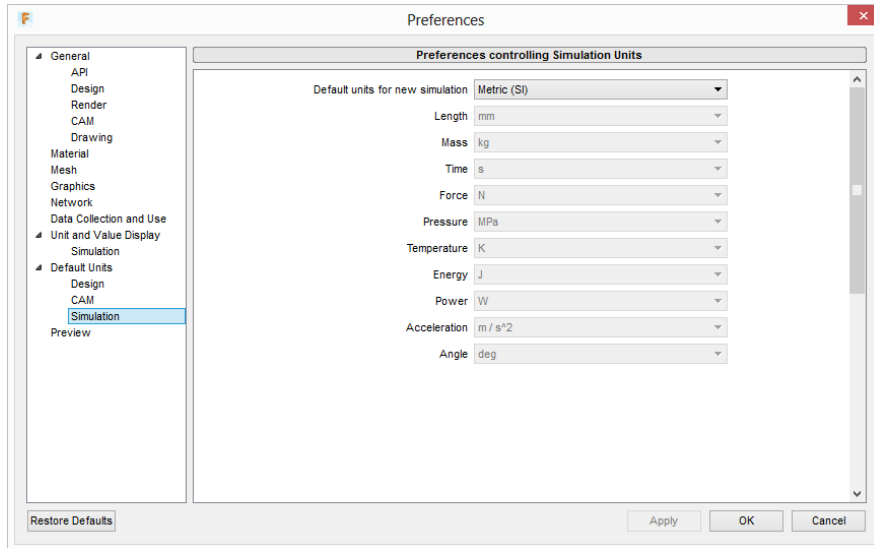 Preferences
General
API
Design
Render
CAM
Drawing
Material
Mesh
Graphics
Network
Data Collection and Use
Unit and Value Display
Simulation
Default Units
Design
CAM
Simulation
Preview
Preferences controlling Simulation Units
Default units for new simulation Metric (SI)
Length mm
Mass kg
Time s
Force N
Pressure MPa
Temperature K
Energy J
Power W
Acceleration m / s^2
Angle deg
Restore Defaults Apply OK Cancel